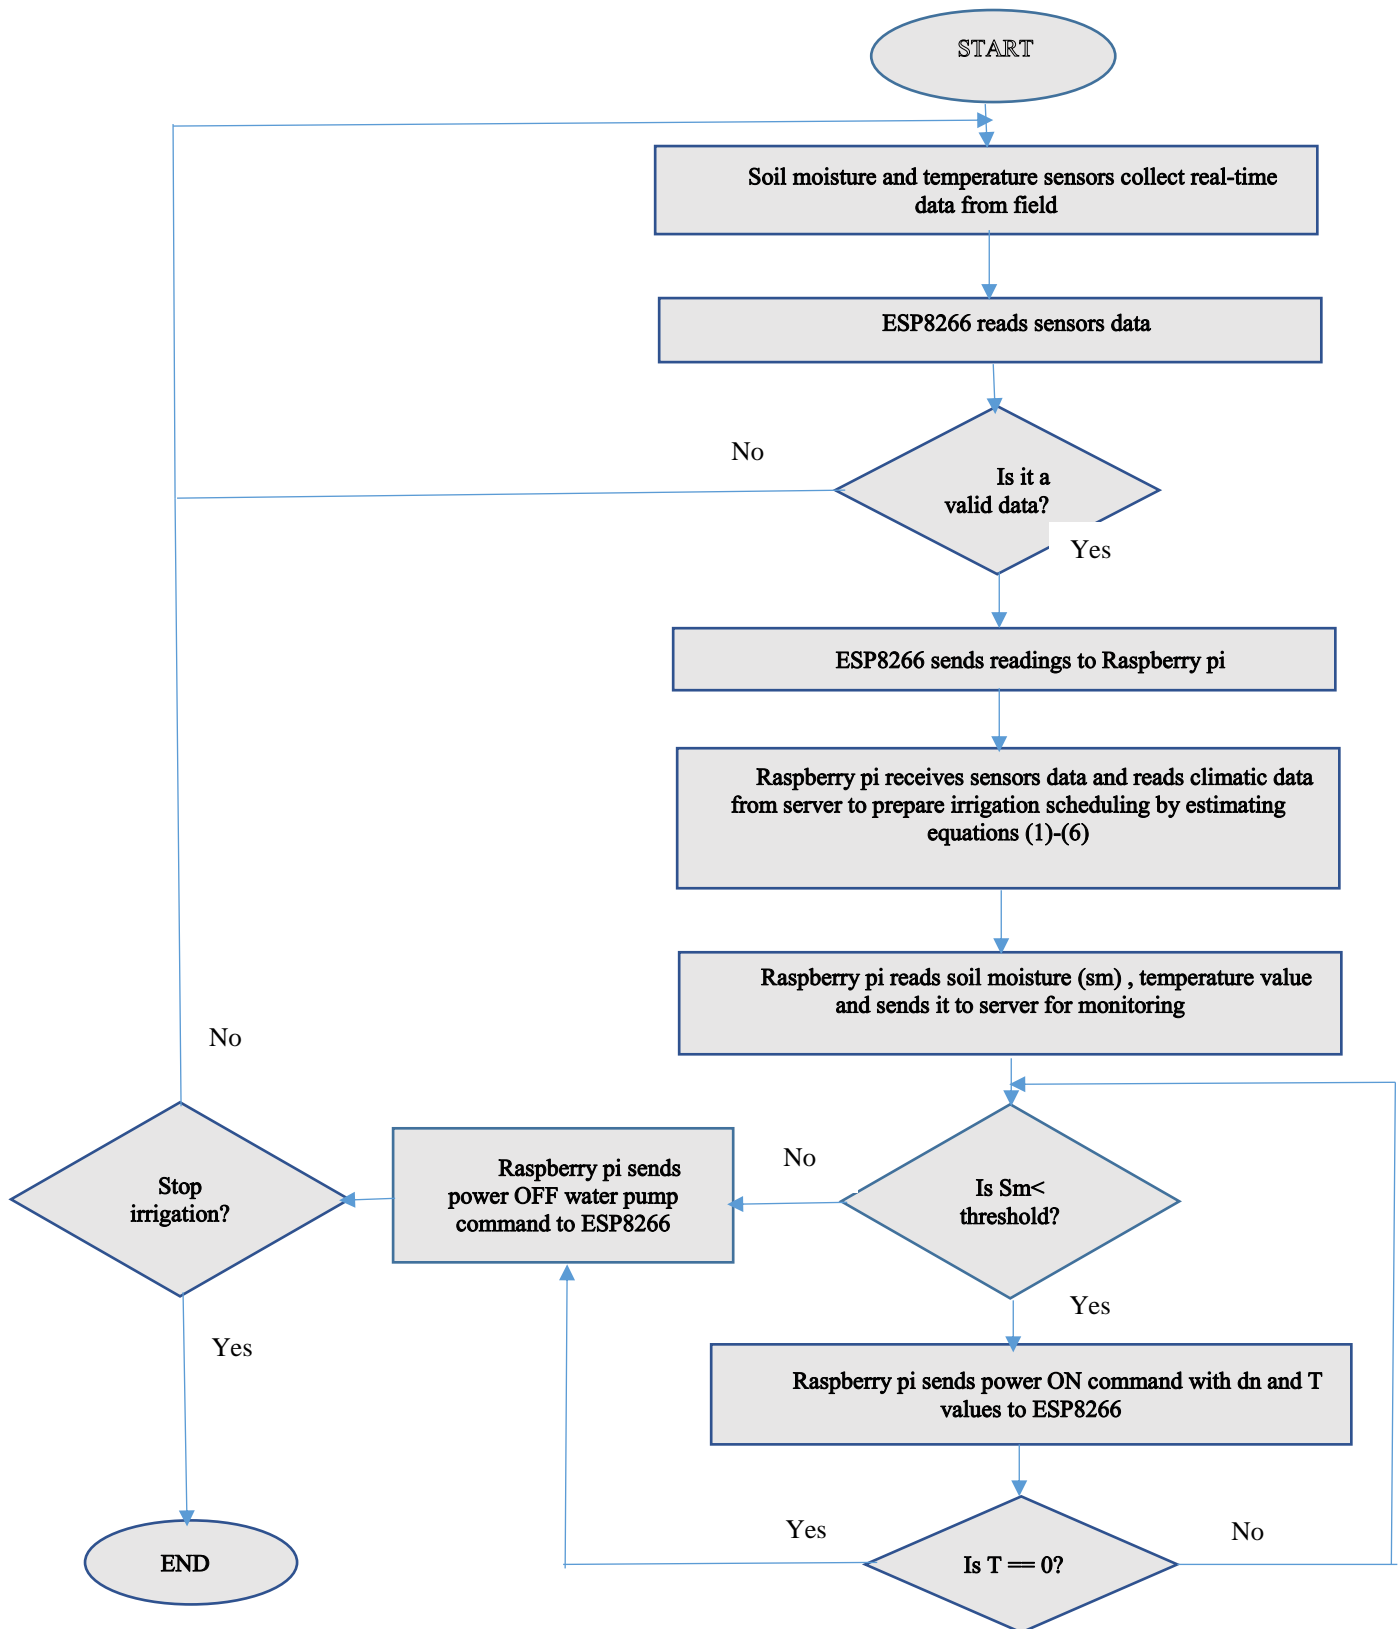 START
Soil moisture and temperature sensors collect real-time
data from field
ESP8266 reads sensors data
No
Is it a
valid data?
Yes
ESP8266 sends readings to Raspberry pi
Raspberry pi receives sensors data and reads climatic data
from server to prepare irrigation scheduling by estimating
equations (1)-(6)
Raspberry pi reads soil moisture (sm) , temperature value
and sends it to server for monitoring
No
Stop
irrigation?
Raspberry pi sends
power OFF water pump
command to ESP8266
No
Is Sm<
threshold?
Yes
Yes
Raspberry pi sends power ON command with dn and T
values to ESP8266
Yes
Is T == 0?
No
END